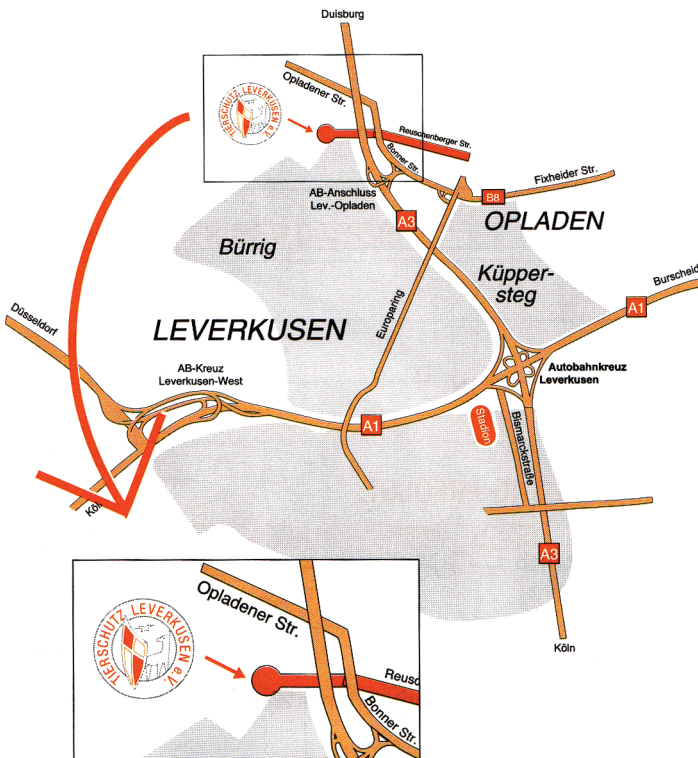 Duisburg
Opladener Str.
TIERSCHUTZ LEVERKUSEN e.V.
Reuschenberger Str.
Bonner Str.
Fixheider Str.
B8
AB-Anschluss
Lev.-Opladen
A3
OPLADEN
Bürrig
Küpper-
steg
Burscheid
A1
Europaring
Düsseldorf
LEVERKUSEN
AB-Kreuz
Leverkusen-West
Autobahnkreuz
Leverkusen
A1
Stadion
Bismarckstraße
Köln
A3
Köln
Opladener Str.
TIERSCHUTZ LEVERKUSEN e.V.
Reusc
Bonner Str.